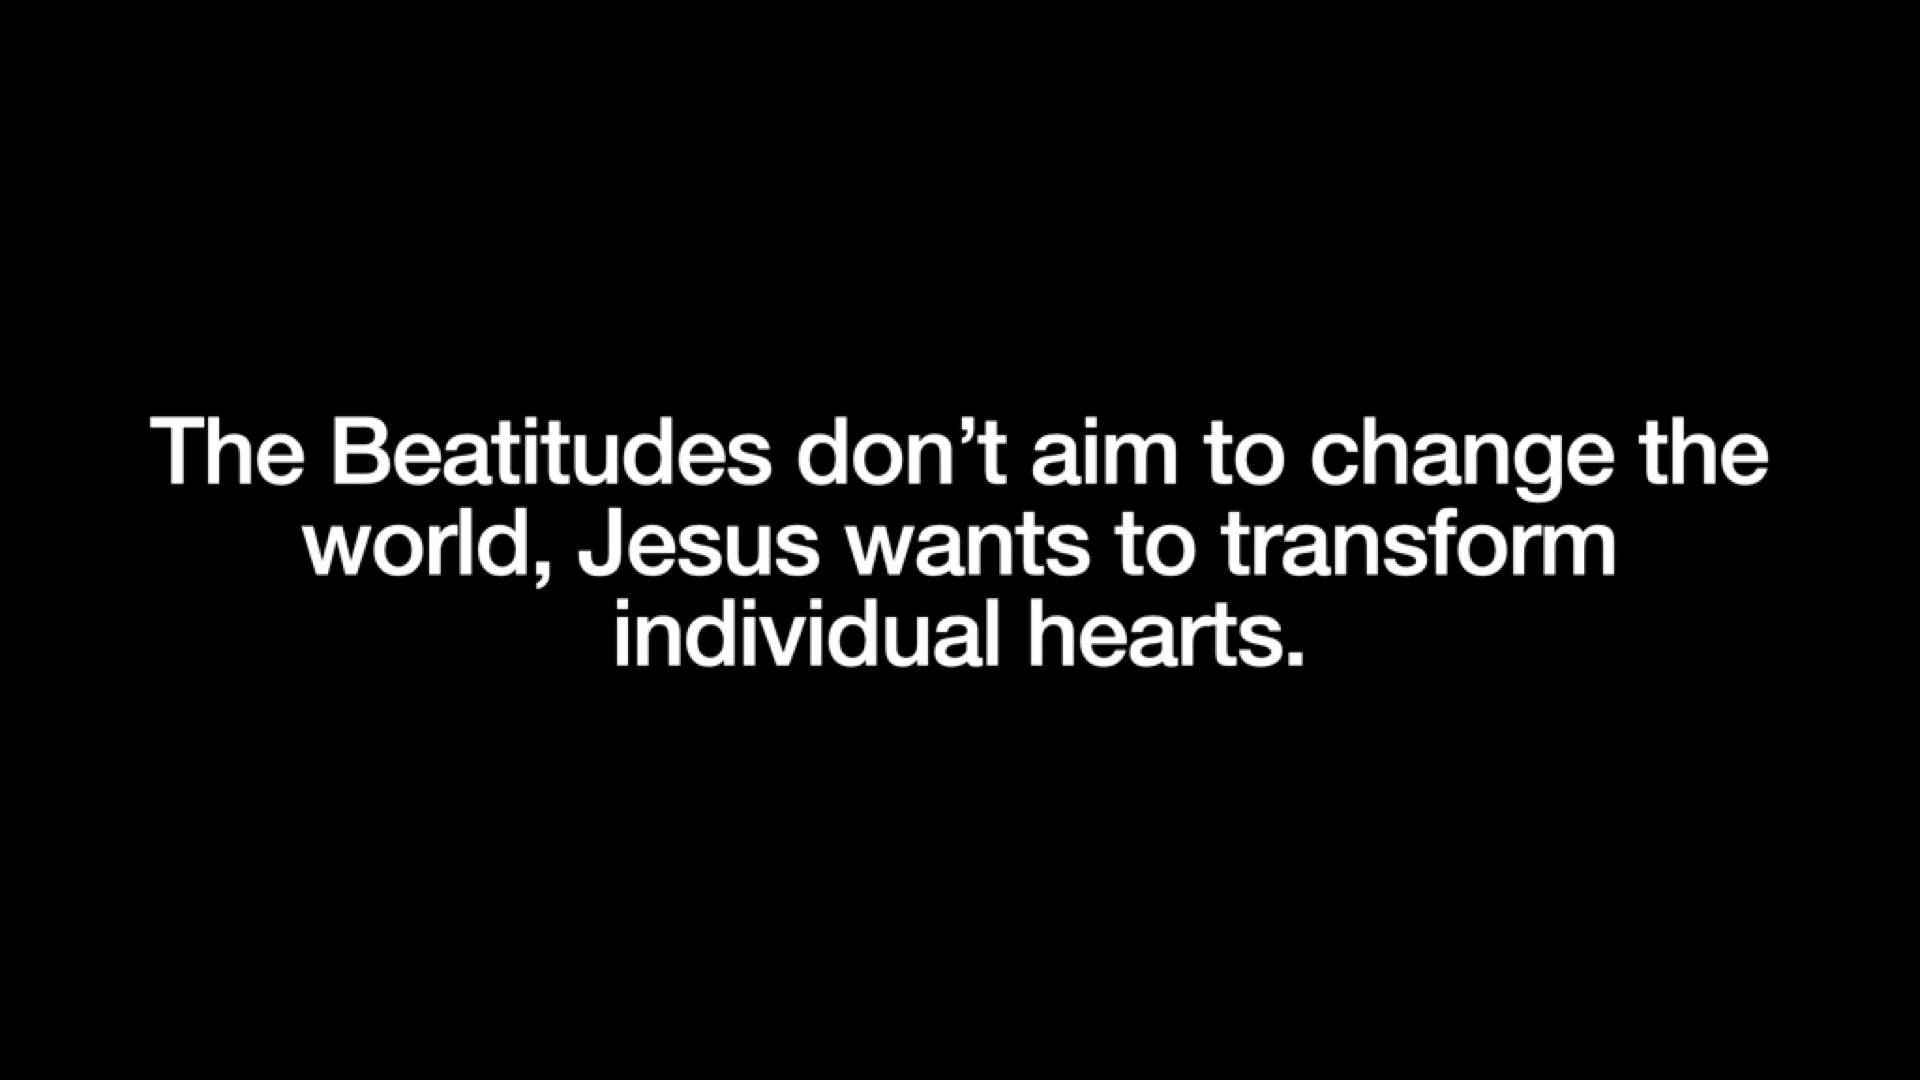 The Beatitudes don’t aim to change the
world, Jesus wants to transform
individual hearts.